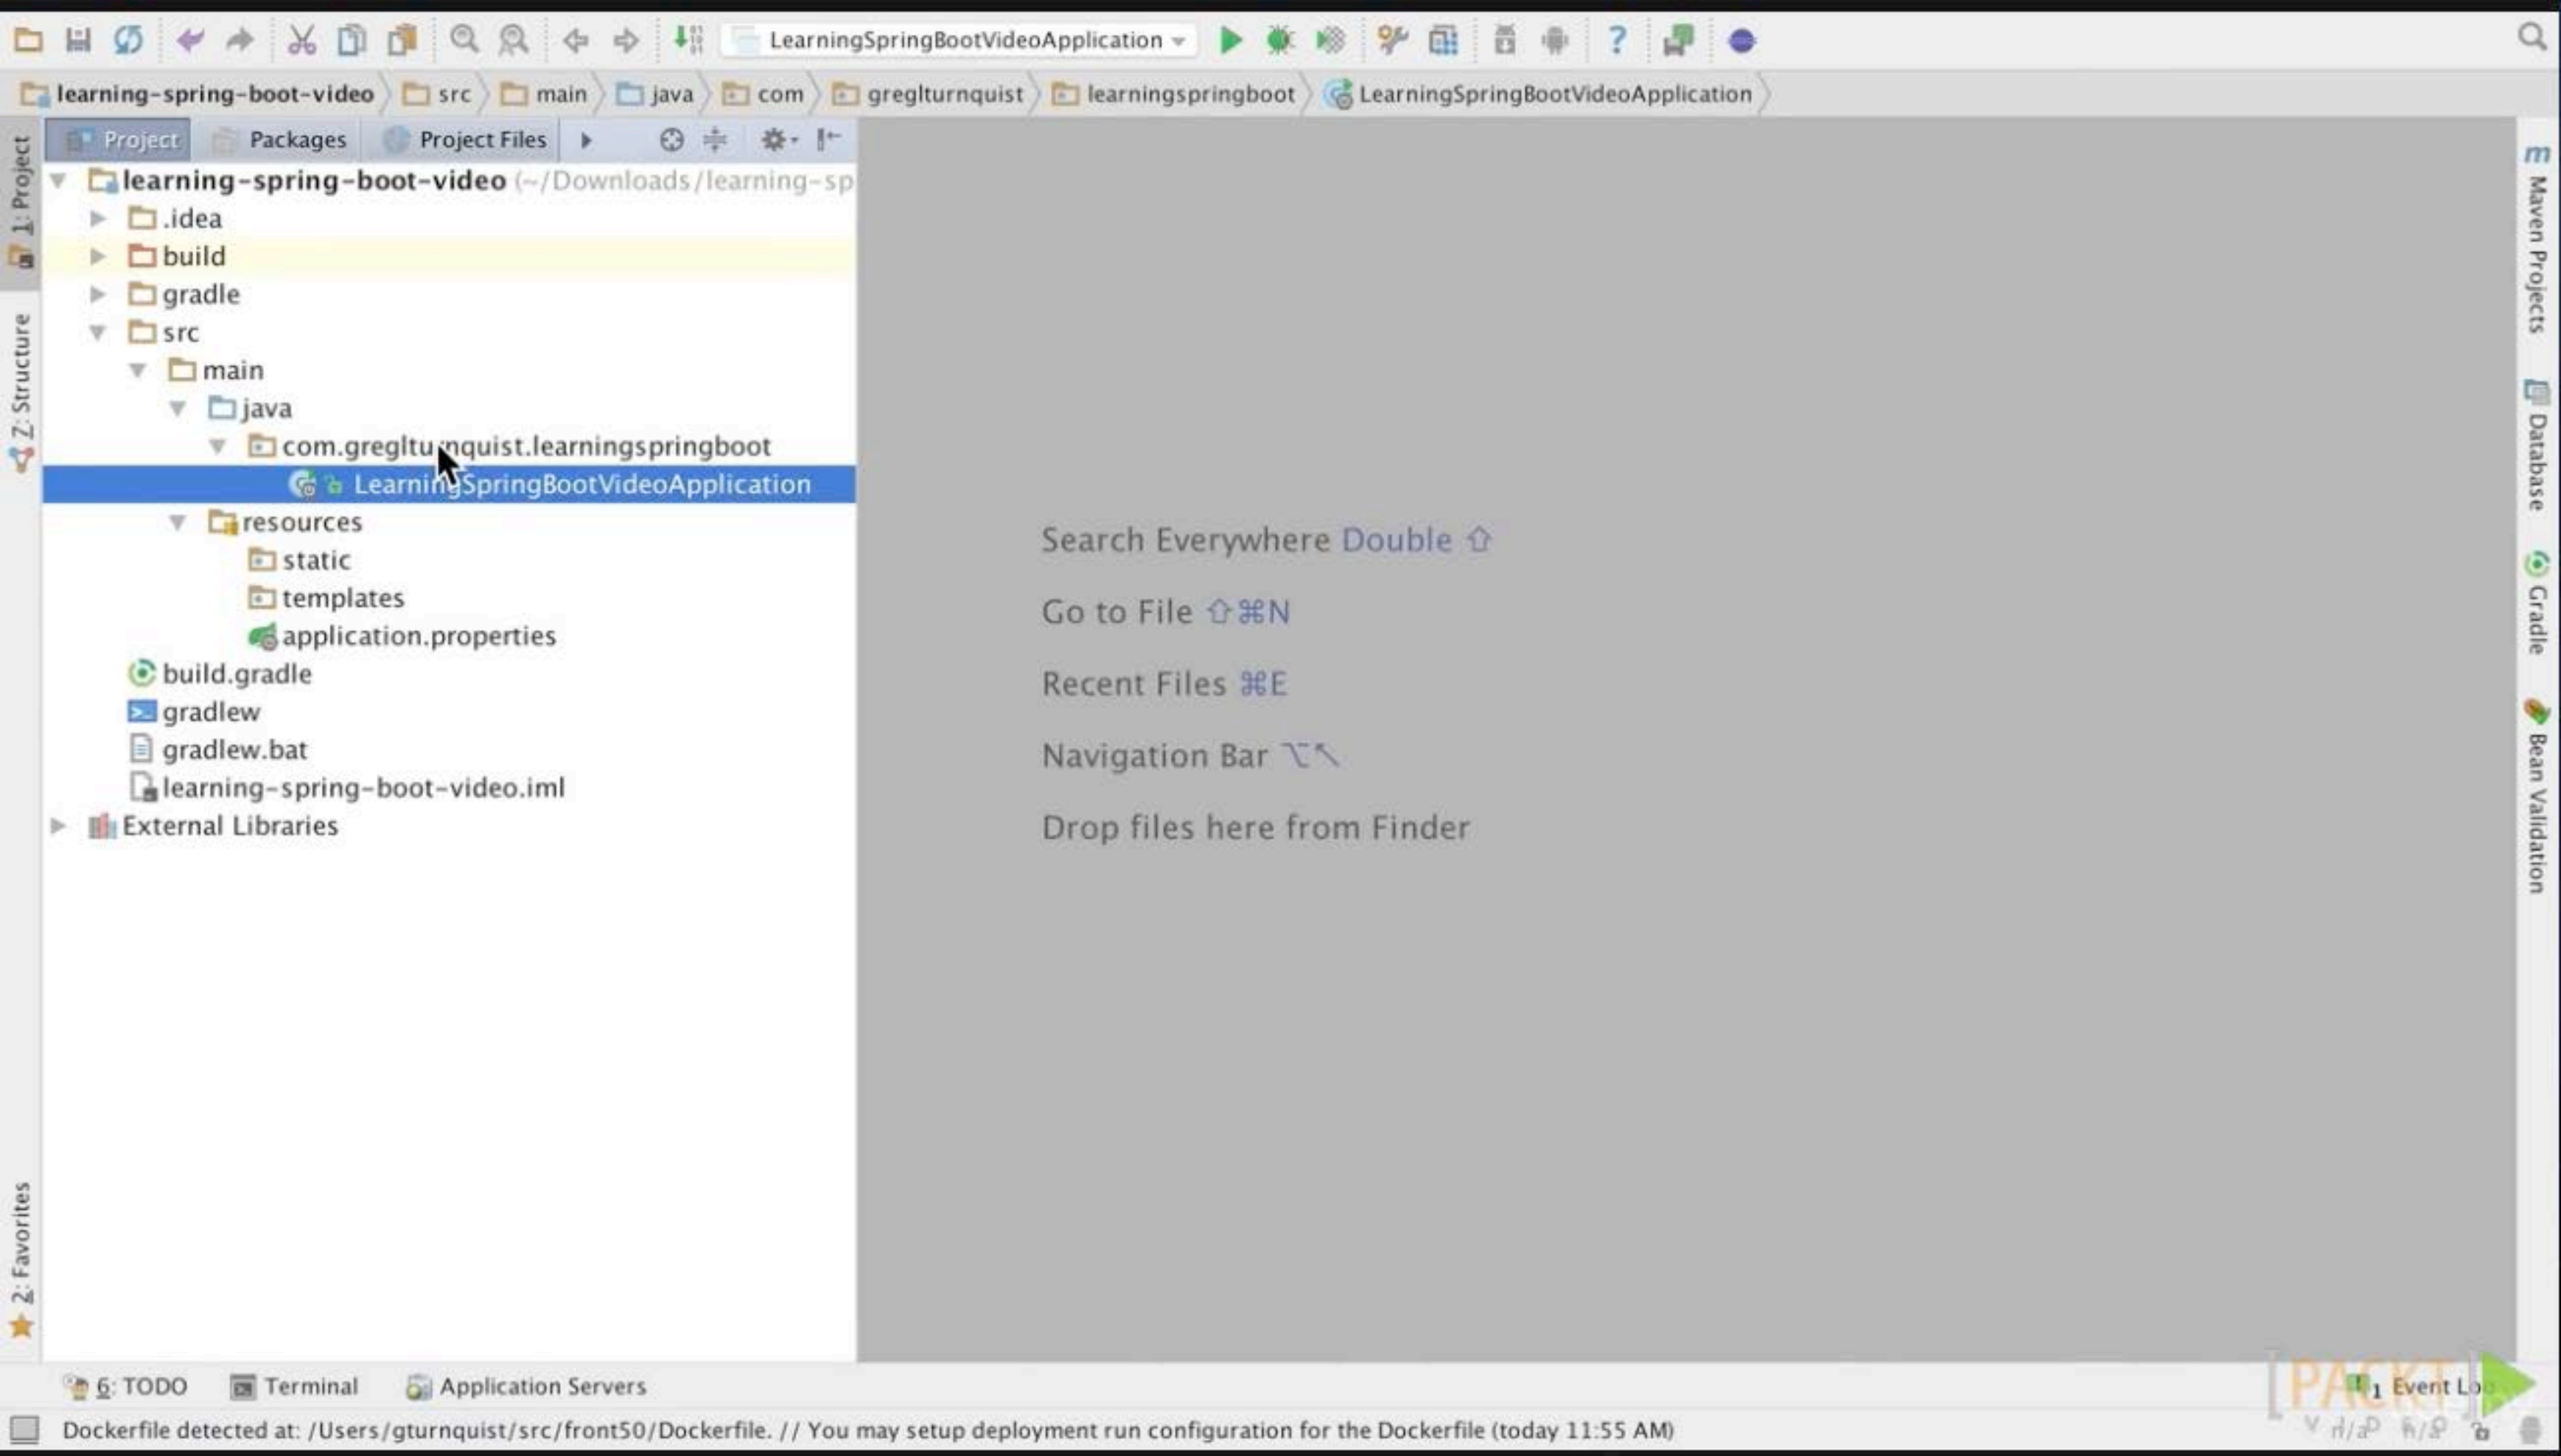 LearningSpringBootVideoApplication
learning-spring-boot-video src main java com greglturnquist learningspringboot LearningSpringBootVideoApplication
Project Packages Project Files
1: Project
Z: Structure
2: Favorites
learning-spring-boot-video (~/Downloads/learning-sp
.idea
build
gradle
src
main
java
com.greglturnquist.learningspringboot
LearningSpringBootVideoApplication
resources
static
templates
application.properties
build.gradle
gradlew
gradlew.bat
learning-spring-boot-video.iml
External Libraries
Search Everywhere Double ⇧
Go to File ⇧⌘N
Recent Files ⌘E
Navigation Bar ⌥↖
Drop files here from Finder
Maven Projects
Database
Gradle
Bean Validation
6: TODO Terminal Application Servers
PACKT
1 Event Lo
Dockerfile detected at: /Users/gturnquist/src/front50/Dockerfile. // You may setup deployment run configuration for the Dockerfile (today 11:55 AM)